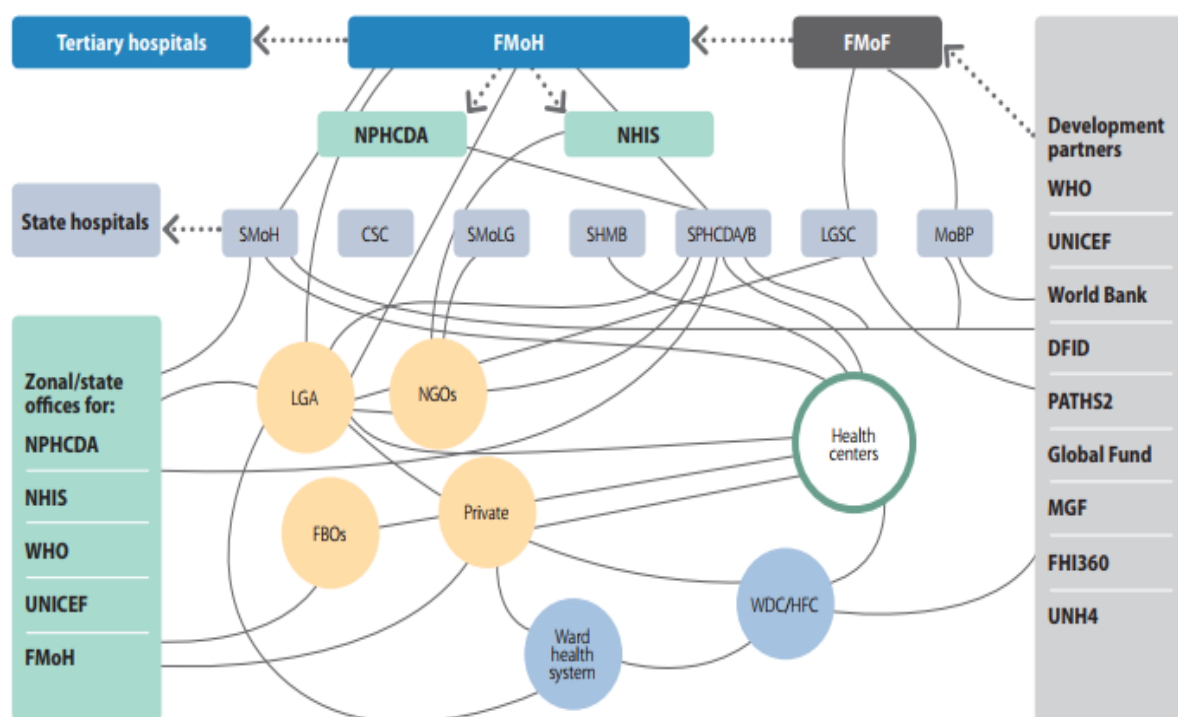 Tertiary hospitals
FMoH
FMoF
NPHCDA
NHIS
Development
partners
WHO
UNICEF
World Bank
DFID
PATHS2
Global Fund
MGF
FHI360
UNH4
State hospitals
SMoH
CSC
SMoLG
SHMB
SPHCDA/B
LGSC
MoBP
Zonal/state
offices for:
NPHCDA
NHIS
WHO
UNICEF
FMoH
LGA
NGOs
Health
centers
FBOs
Private
WDC/HFC
Ward
health
system